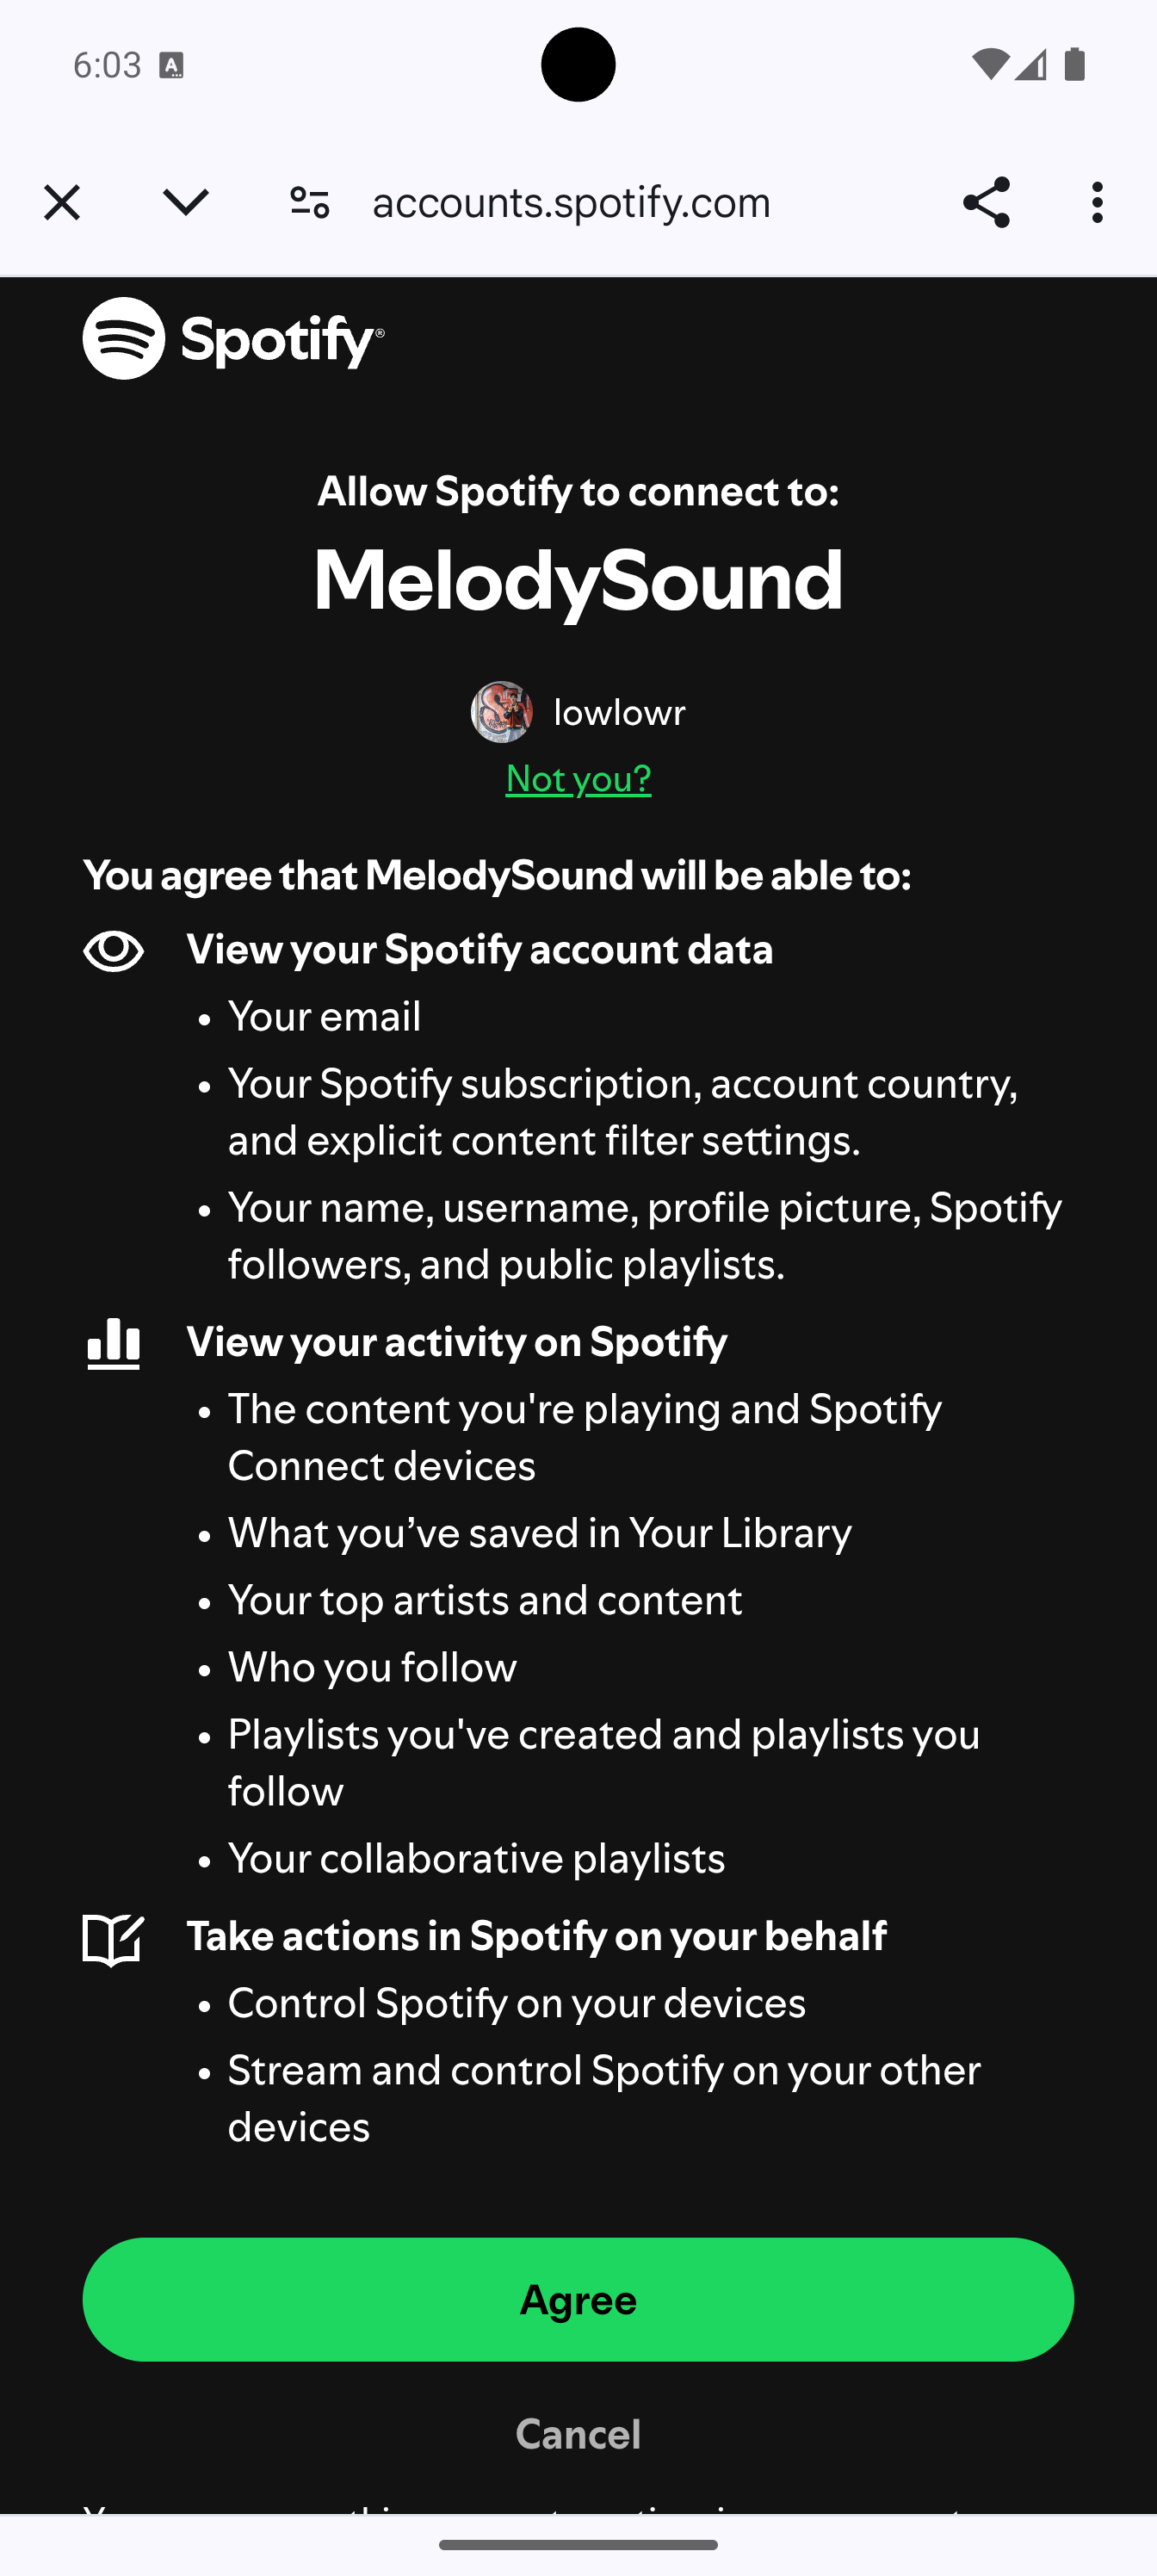 6:03
accounts.spotify.com
Spotify®
Allow Spotify to connect to:
MelodySound
lowlowr
Not you?
You agree that MelodySound will be able to:
View your Spotify account data
• Your email
• Your Spotify subscription, account country,
and explicit content filter settings.
• Your name, username, profile picture, Spotify
followers, and public playlists.
View your activity on Spotify
• The content you're playing and Spotify
Connect devices
• What you’ve saved in Your Library
• Your top artists and content
• Who you follow
• Playlists you've created and playlists you
follow
• Your collaborative playlists
Take actions in Spotify on your behalf
• Control Spotify on your devices
• Stream and control Spotify on your other
devices
Agree
Cancel